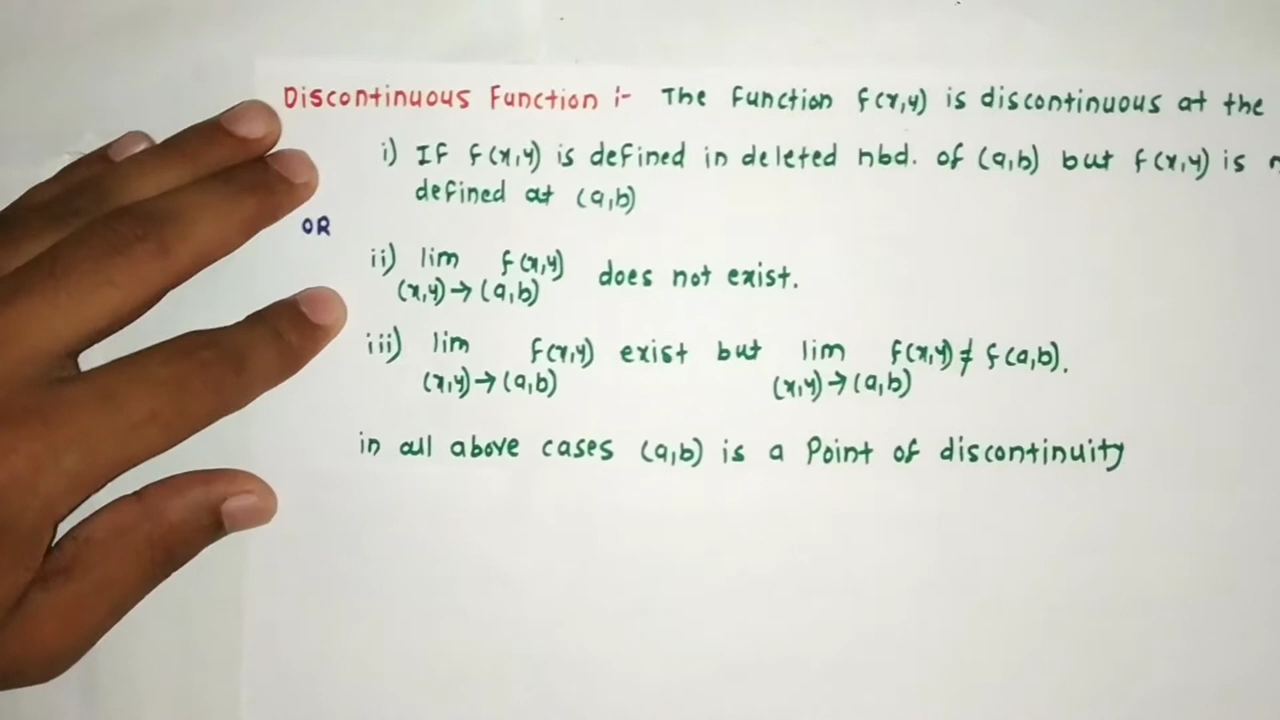 Discontinuous Function :- The Function f(x,y) is discontinuous at the
i) If f(x,y) is defined in deleted nbd. of (a,b) but f(x,y) is
defined at (a,b)
OR
ii) lim f(x,y) does not exist.
(x,y)→(a,b)
iii) lim f(x,y) exist but lim f(x,y) ≠ f(a,b).
(x,y)→(a,b) (x,y)→(a,b)
in all above cases (a,b) is a Point of discontinuity